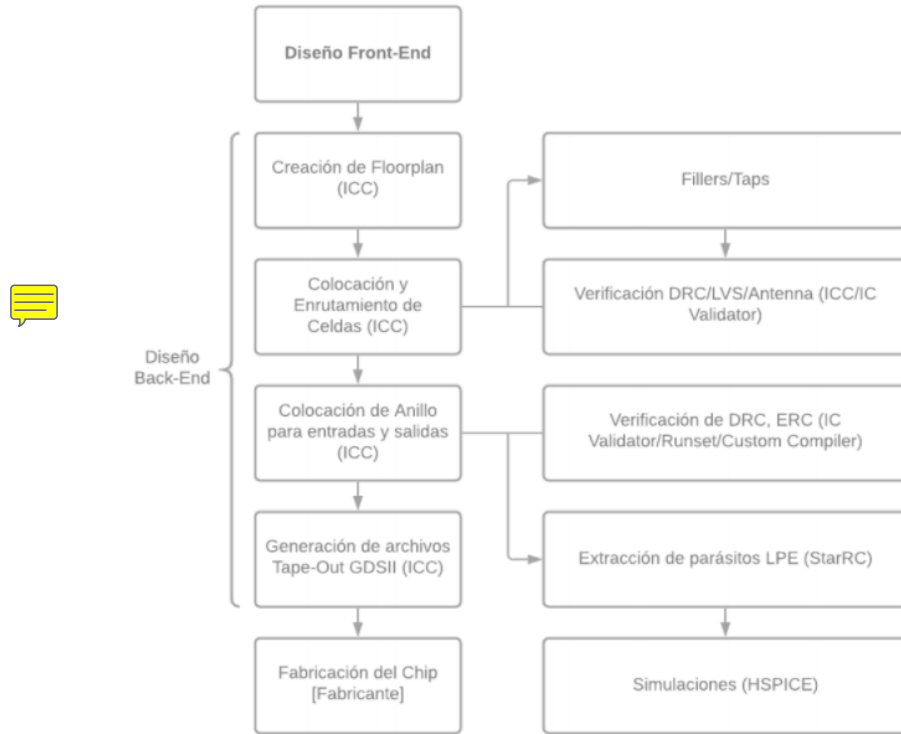 Diseño Front-End
Creación de Floorplan
(ICC)
Fillers/Taps
Colocación y
Enrutamiento de
Celdas (ICC)
Verificación DRC/LVS/Antenna (ICC/IC
Validator)
Diseño
Back-End
Colocación de Anillo
para entradas y salidas
(ICC)
Verificación de DRC, ERC (IC
Validator/Runset/Custom Compiler)
Generación de archivos
Tape-Out GDSII (ICC)
Extracción de parásitos LPE (StarRC)
Fabricación del Chip
[Fabricante]
Simulaciones (HSPICE)